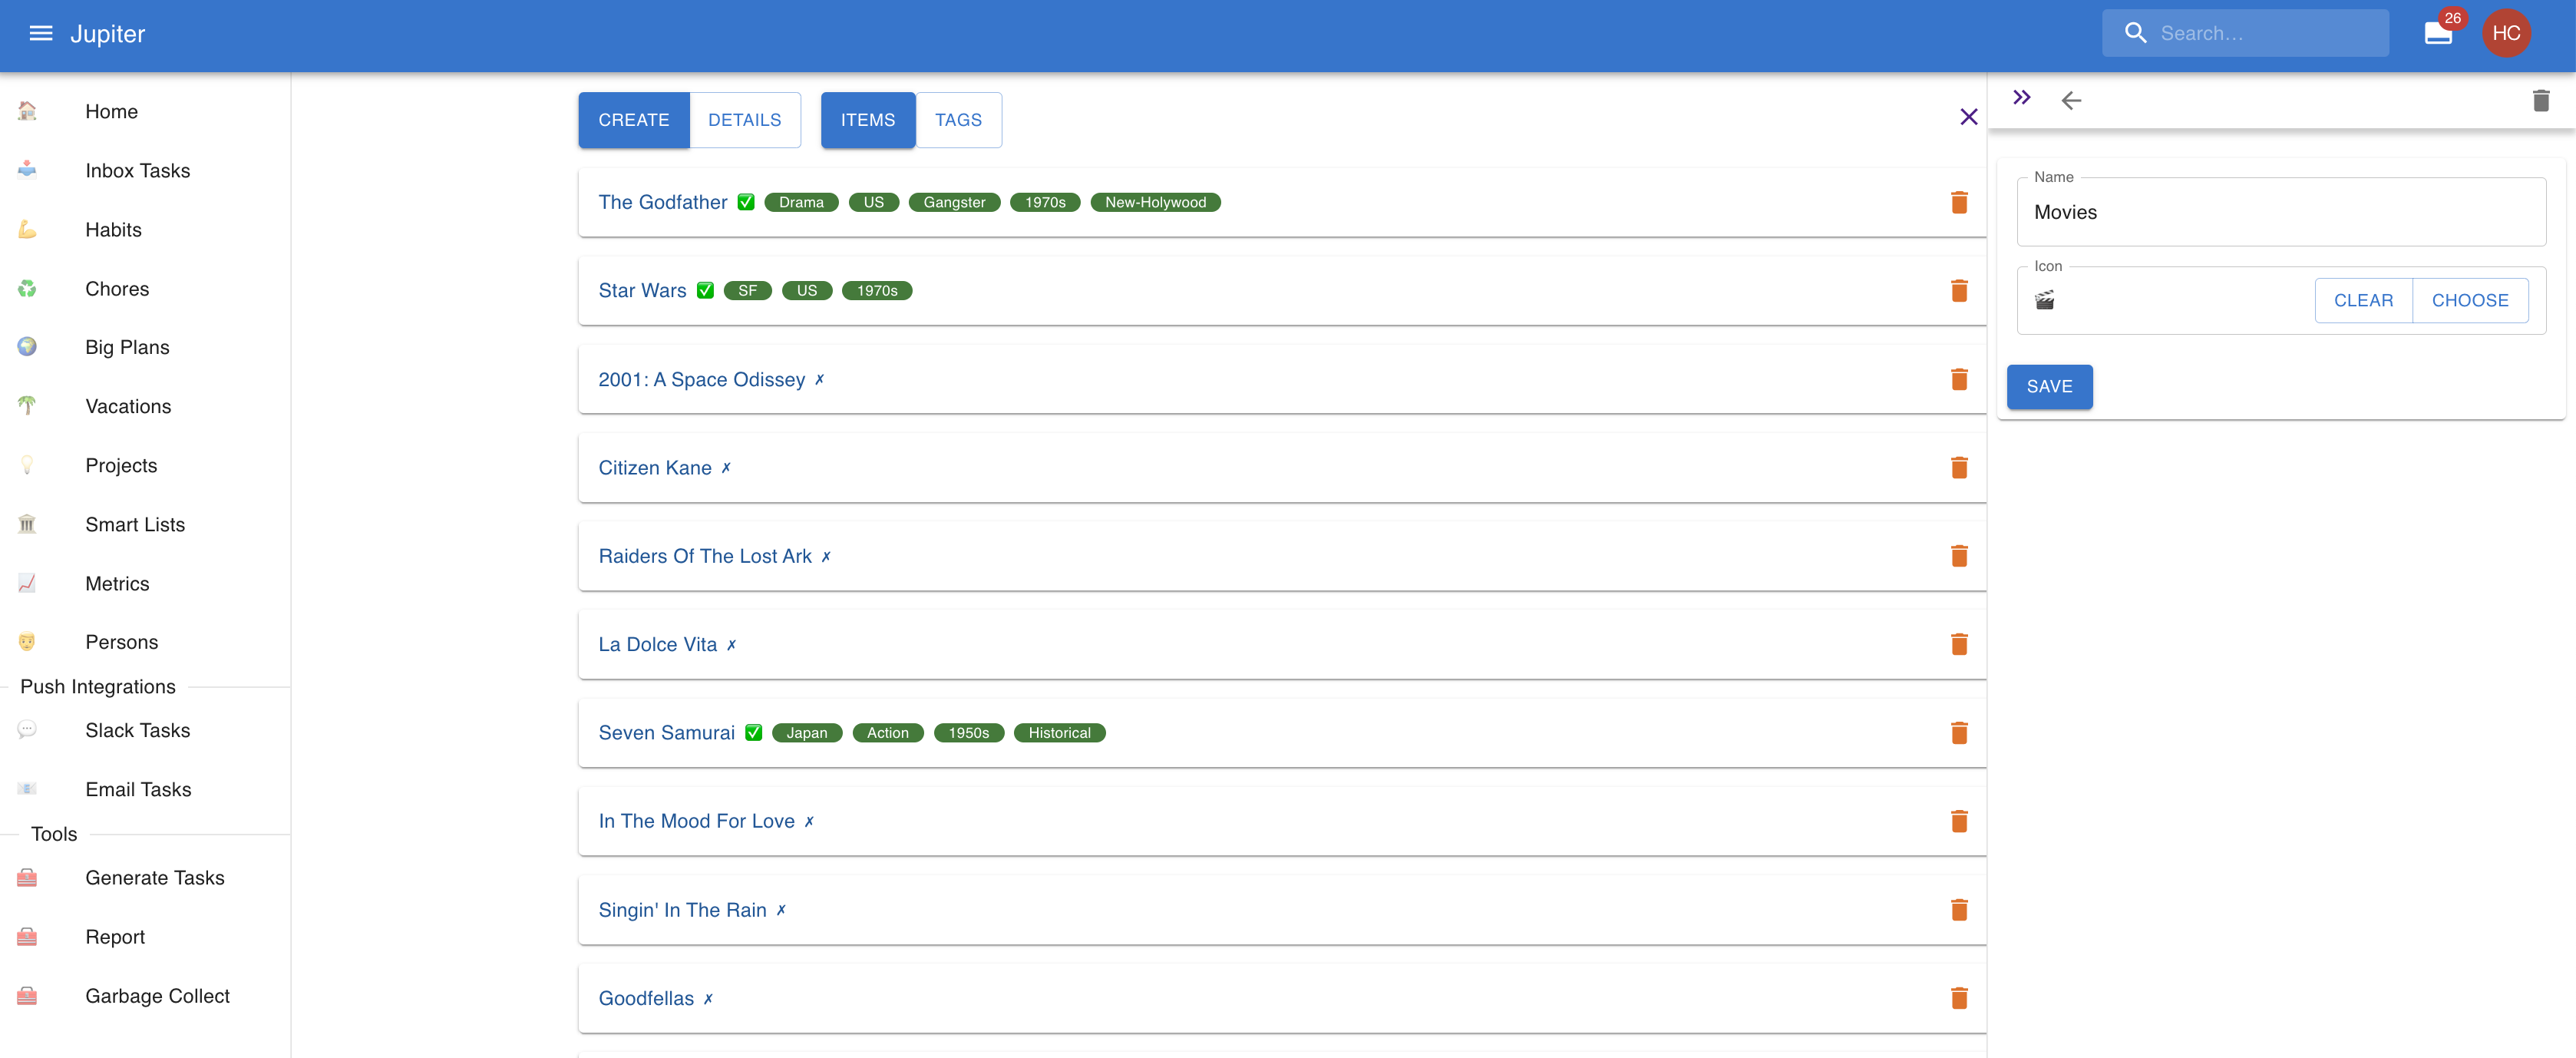 Jupiter
Search...
26
HC
Home
Inbox Tasks
Habits
Chores
Big Plans
Vacations
Projects
Smart Lists
Metrics
Persons
Push Integrations
Slack Tasks
Email Tasks
Tools
Generate Tasks
Report
Garbage Collect
CREATE DETAILS ITEMS TAGS
The Godfather ✅ Drama US Gangster 1970s New-Holywood
Star Wars ✅ SF US 1970s
2001: A Space Odissey ✗
Citizen Kane ✗
Raiders Of The Lost Ark ✗
La Dolce Vita ✗
Seven Samurai ✅ Japan Action 1950s Historical
In The Mood For Love ✗
Singin' In The Rain ✗
Goodfellas ✗
Name
Movies
Icon
CLEAR CHOOSE
SAVE